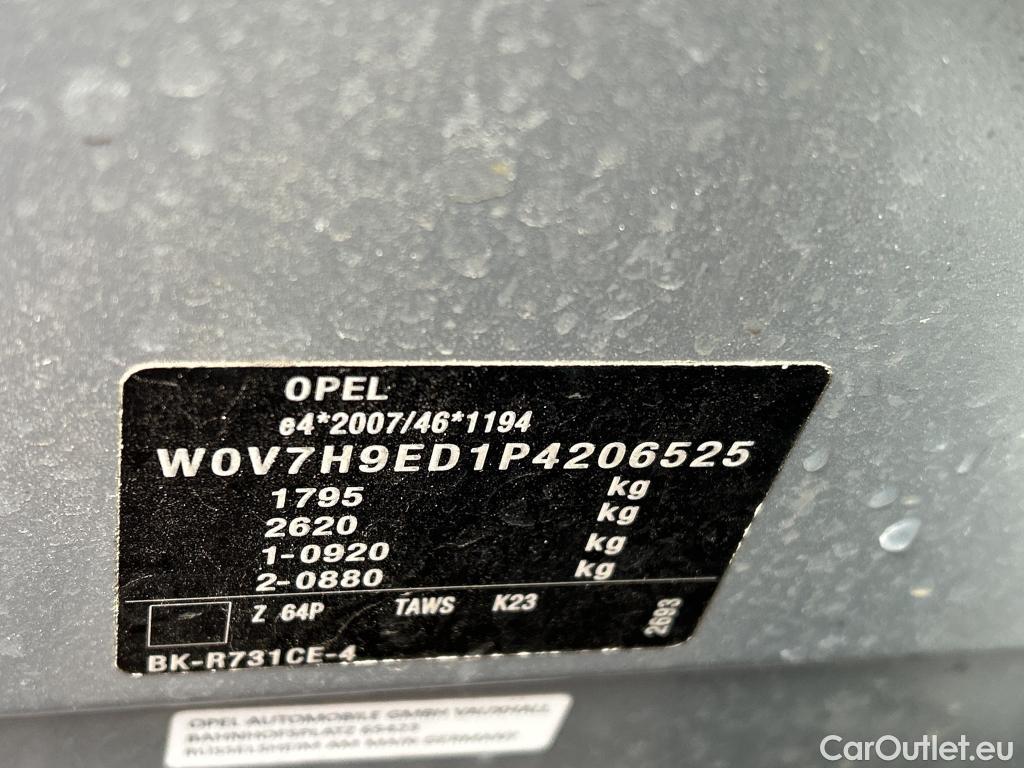 OPEL
e4*2007/46*1194
W0V7H9ED1P4206525
1795 kg
2620 kg
1-0920 kg
2-0880 kg
Z 64P TAWS K23
2693
BK-R731CE-4
OPEL AUTOMOBILE GMBH VAUXHALL
BAHNHOFSPLATZ 65423
RÜSSELSHEIM AM MAIN GERMANY
CarOutlet.eu